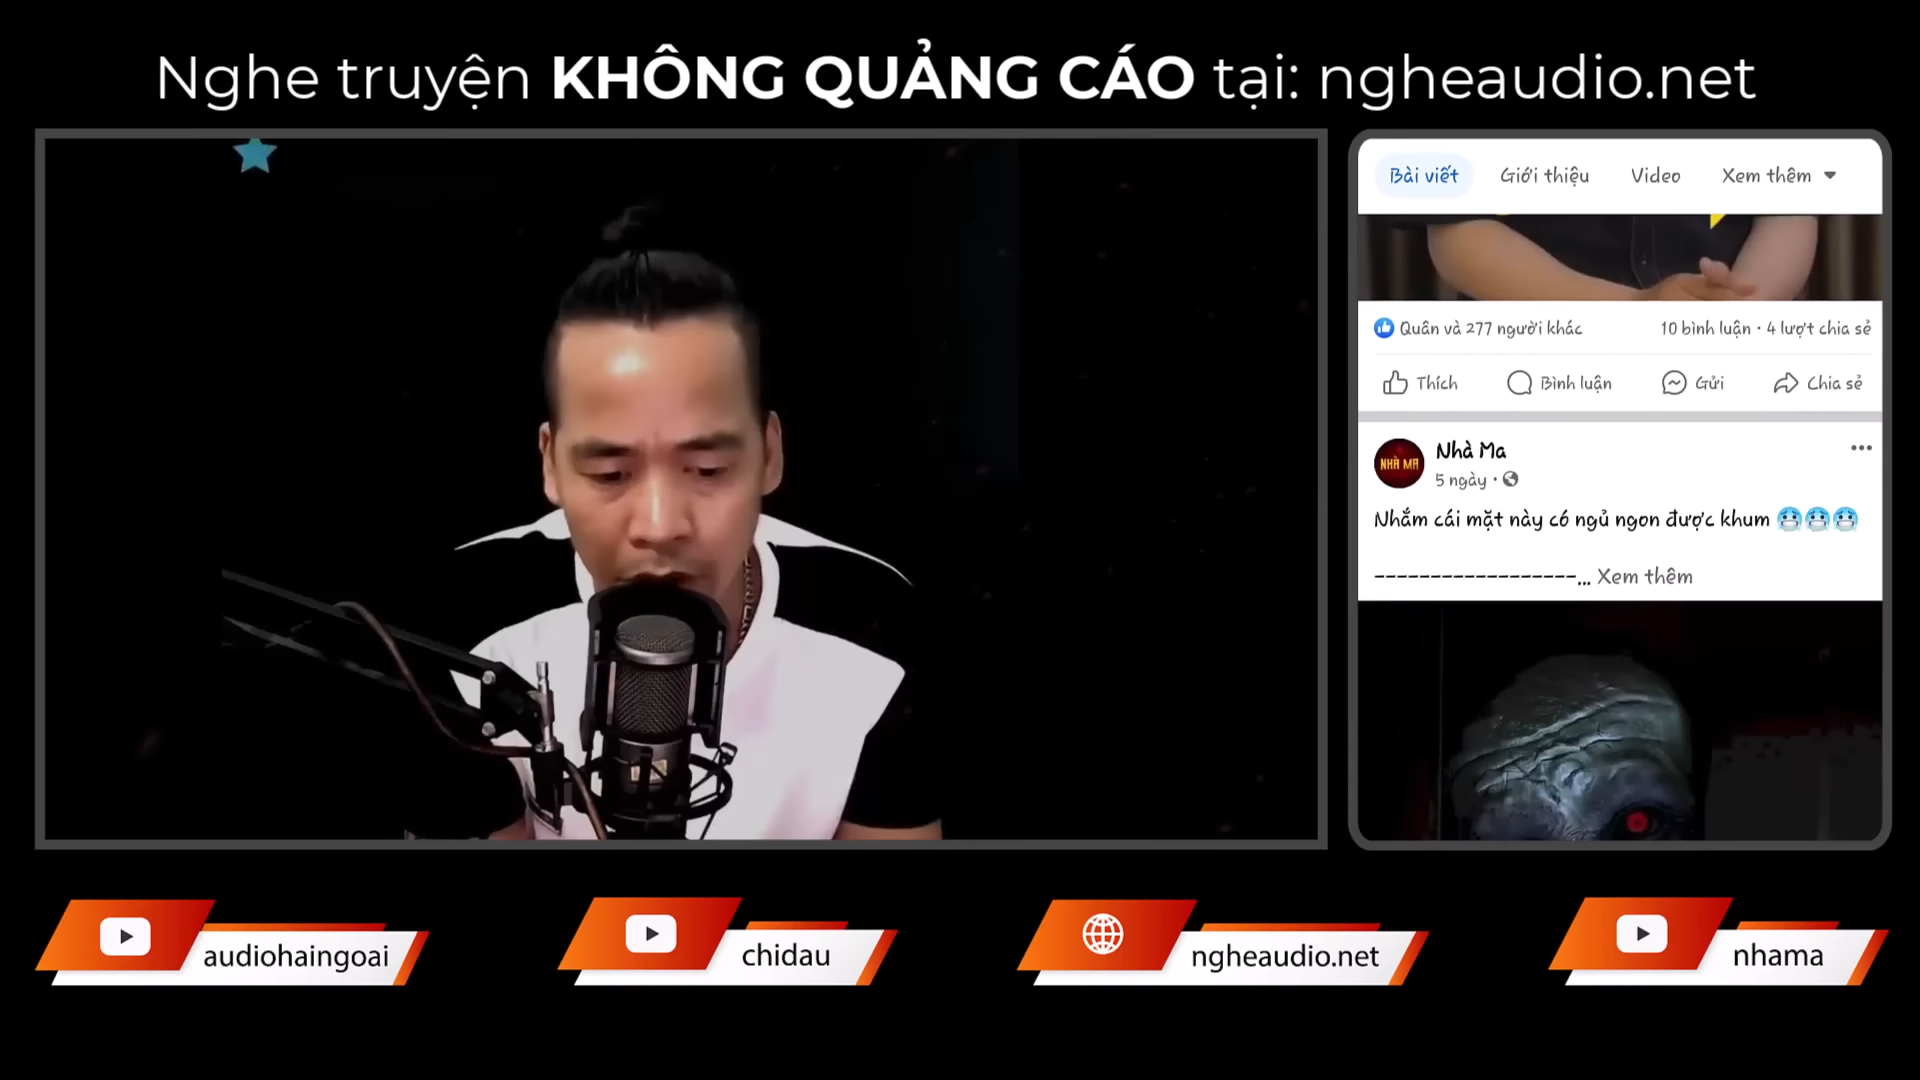 Nghe truyện KHÔNG QUẢNG CÁO tại: ngheaudio.net
Bài viết Giới thiệu Video Xem thêm
Quân và 277 người khác 10 bình luận · 4 lượt chia sẻ
Thích Bình luận Gửi Chia sẻ
NHÀ MA
Nhà Ma
5 ngày ·
Nhắm cái mặt này có ngủ ngon được khum 🥶🥶🥶
------------------... Xem thêm
audiohaingoai
chidau
ngheaudio.net
nhama